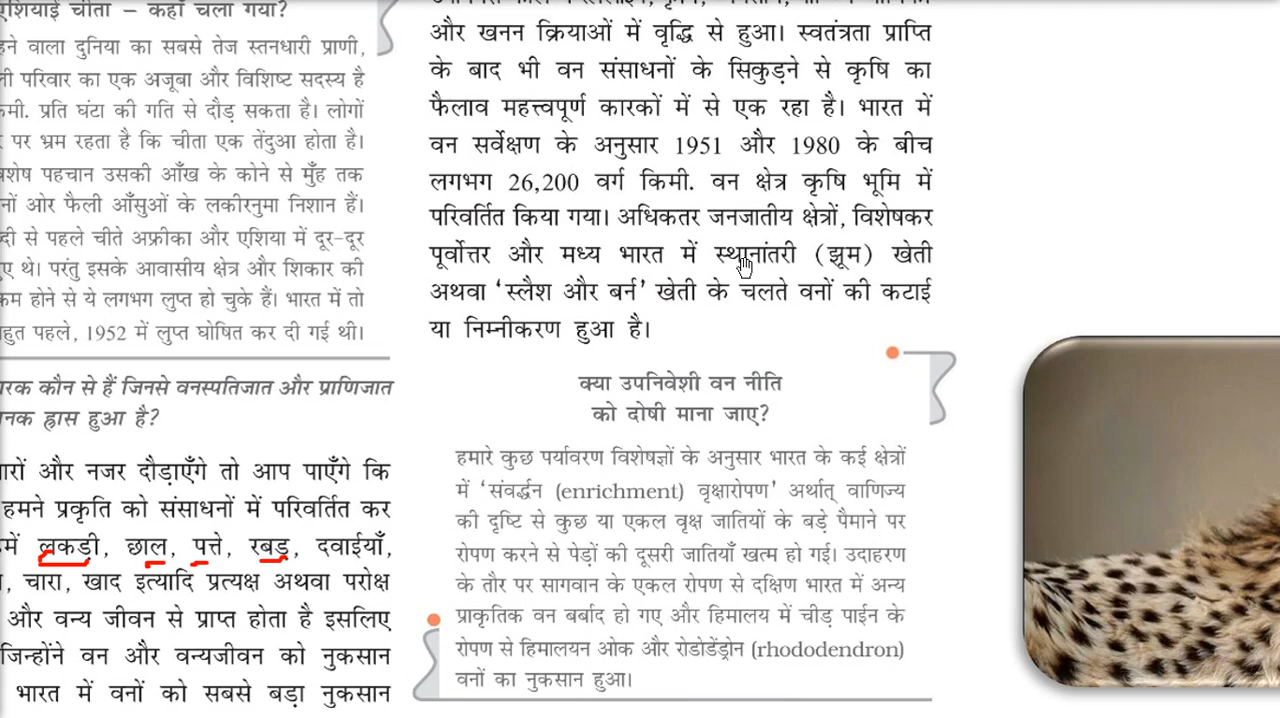 एशियाई चीता – कहाँ चला गया?
वाला दुनिया का सबसे तेज स्तनधारी प्राणी,
परिवार का एक अजूबा और विशिष्ट सदस्य है
प्रति घंटा की गति से दौड़ सकता है। लोगों
पर भ्रम रहता है कि चीता एक तेंदुआ होता है।
पहचान उसकी आँख के कोने से मुँह तक
ओर फैली आँसुओं के लकीरनुमा निशान हैं।
से पहले चीते अफ्रीका और एशिया में दूर-दूर
थे। परंतु इसके आवासीय क्षेत्र और शिकार की
होने से ये लगभग लुप्त हो चुके हैं। भारत में तो
पहले, 1952 में लुप्त घोषित कर दी गई थी।
कौन से हैं जिनसे वनस्पतिजात और प्राणिजात
ह्रास हुआ है?
और नजर दौड़ाएँगे तो आप पाएँगे कि
हमने प्रकृति को संसाधनों में परिवर्तित कर
लकड़ी, छाल, पत्ते, रबड़, दवाईयाँ,
चारा, खाद इत्यादि प्रत्यक्ष अथवा परोक्ष
और वन्य जीवन से प्राप्त होता है इसलिए
जिन्होंने वन और वन्यजीवन को नुकसान
भारत में वनों को सबसे बड़ा नुकसान
और खनन क्रियाओं में वृद्धि से हुआ। स्वतंत्रता प्राप्ति
के बाद भी वन संसाधनों के सिकुड़ने से कृषि का
फैलाव महत्त्वपूर्ण कारकों में से एक रहा है। भारत में
वन सर्वेक्षण के अनुसार 1951 और 1980 के बीच
लगभग 26,200 वर्ग किमी. वन क्षेत्र कृषि भूमि में
परिवर्तित किया गया। अधिकतर जनजातीय क्षेत्रों, विशेषकर
पूर्वोत्तर और मध्य भारत में स्थानांतरी (झूम) खेती
अथवा ‘स्लैश और बर्न’ खेती के चलते वनों की कटाई
या निम्नीकरण हुआ है।
क्या उपनिवेशी वन नीति
को दोषी माना जाए?
हमारे कुछ पर्यावरण विशेषज्ञों के अनुसार भारत के कई क्षेत्रों
में ‘संवर्द्धन (enrichment) वृक्षारोपण’ अर्थात् वाणिज्य
की दृष्टि से कुछ या एकल वृक्ष जातियों के बड़े पैमाने पर
रोपण करने से पेड़ों की दूसरी जातियाँ खत्म हो गई। उदाहरण
के तौर पर सागवान के एकल रोपण से दक्षिण भारत में अन्य
प्राकृतिक वन बर्बाद हो गए और हिमालय में चीड़ पाईन के
रोपण से हिमालयन ओक और रोडोडेंड्रोन (rhododendron)
वनों का नुकसान हुआ।